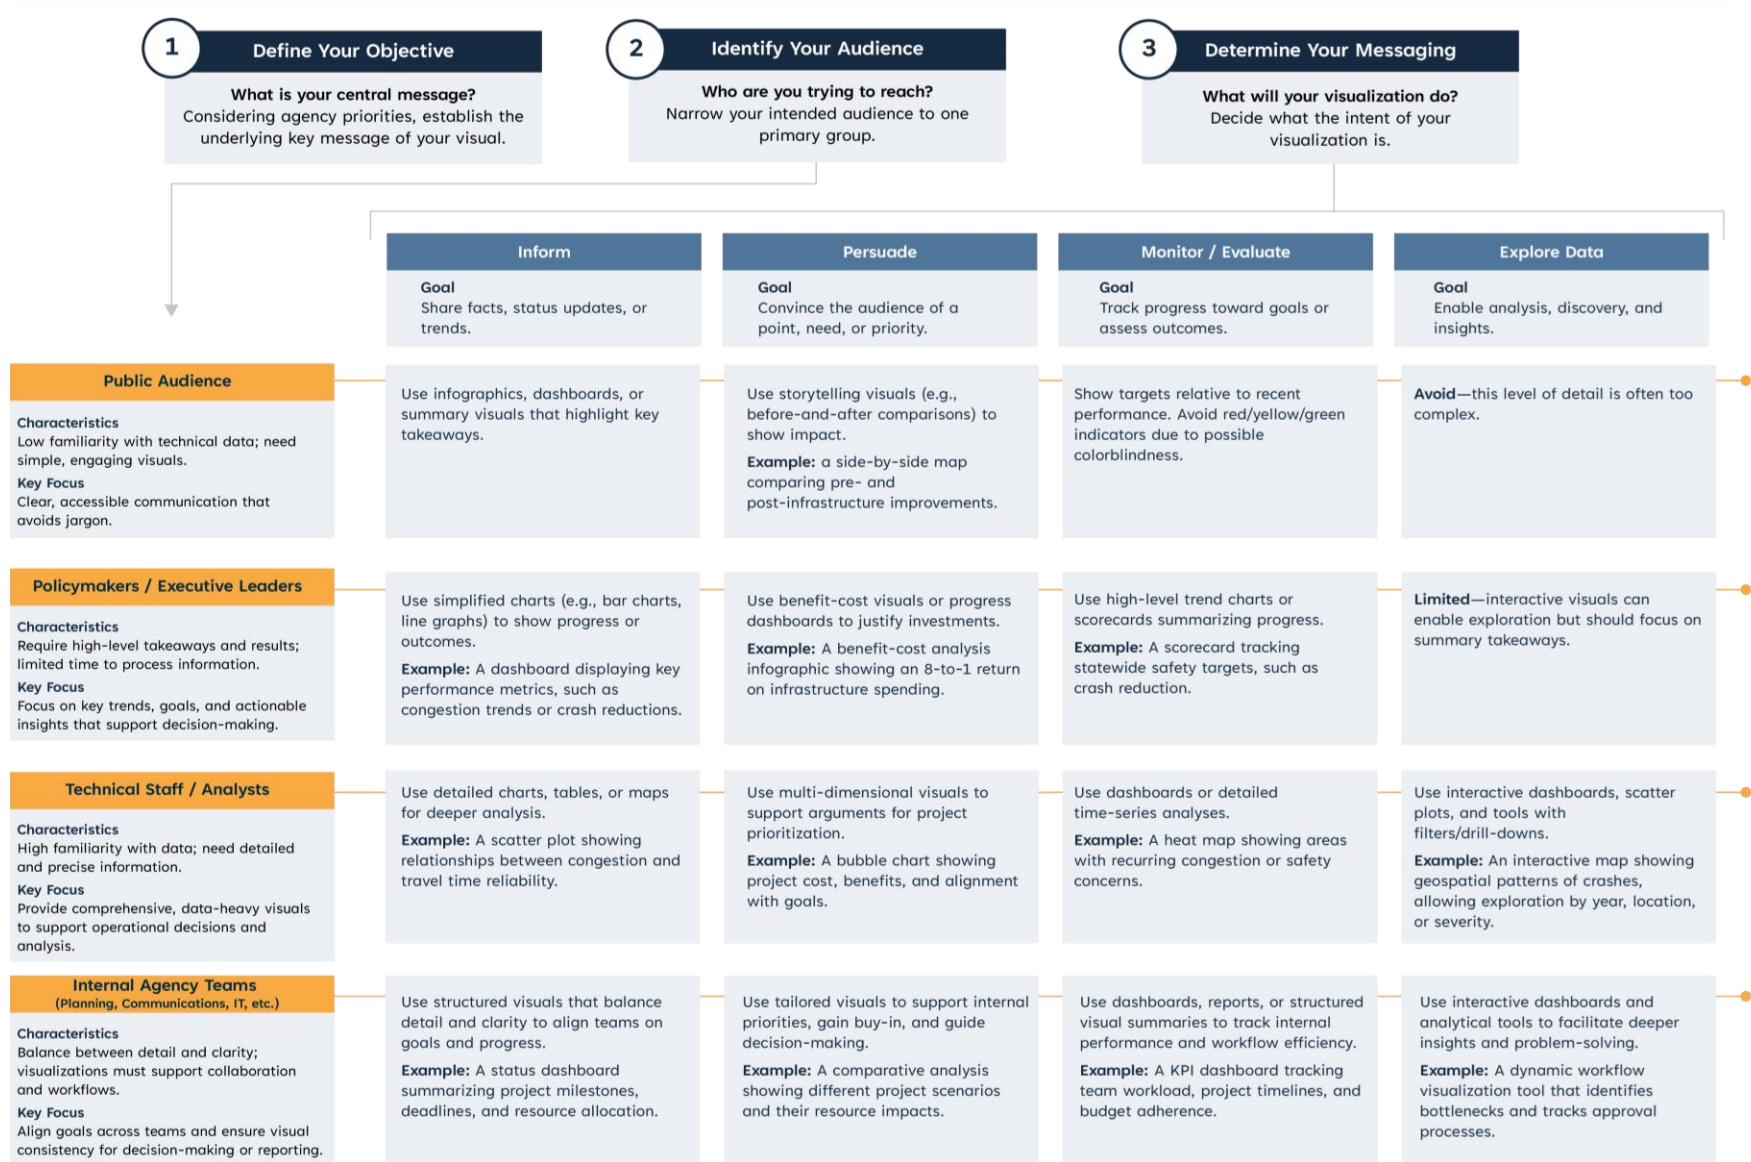 1
Define Your Objective
What is your central message?
Considering agency priorities, establish the
underlying key message of your visual.
2
Identify Your Audience
Who are you trying to reach?
Narrow your intended audience to one
primary group.
3
Determine Your Messaging
What will your visualization do?
Decide what the intent of your
visualization is.
Inform
Goal
Share facts, status updates, or
trends.
Persuade
Goal
Convince the audience of a
point, need, or priority.
Monitor / Evaluate
Goal
Track progress toward goals or
assess outcomes.
Explore Data
Goal
Enable analysis, discovery, and
insights.
Public Audience
Characteristics
Low familiarity with technical data; need
simple, engaging visuals.
Key Focus
Clear, accessible communication that
avoids jargon.
Use infographics, dashboards, or
summary visuals that highlight key
takeaways.
Use storytelling visuals (e.g.,
before-and-after comparisons) to
show impact.
Example: a side-by-side map
comparing pre- and
post-infrastructure improvements.
Show targets relative to recent
performance. Avoid red/yellow/green
indicators due to possible
colorblindness.
Avoid—this level of detail is often too
complex.
Policymakers / Executive Leaders
Characteristics
Require high-level takeaways and results;
limited time to process information.
Key Focus
Focus on key trends, goals, and actionable
insights that support decision-making.
Use simplified charts (e.g., bar charts,
line graphs) to show progress or
outcomes.
Example: A dashboard displaying key
performance metrics, such as
congestion trends or crash reductions.
Use benefit-cost visuals or progress
dashboards to justify investments.
Example: A benefit-cost analysis
infographic showing an 8-to-1 return
on infrastructure spending.
Use high-level trend charts or
scorecards summarizing progress.
Example: A scorecard tracking
statewide safety targets, such as
crash reduction.
Limited—interactive visuals can
enable exploration but should focus on
summary takeaways.
Technical Staff / Analysts
Characteristics
High familiarity with data; need detailed
and precise information.
Key Focus
Provide comprehensive, data-heavy visuals
to support operational decisions and
analysis.
Use detailed charts, tables, or maps
for deeper analysis.
Example: A scatter plot showing
relationships between congestion and
travel time reliability.
Use multi-dimensional visuals to
support arguments for project
prioritization.
Example: A bubble chart showing
project cost, benefits, and alignment
with goals.
Use dashboards or detailed
time-series analyses.
Example: A heat map showing areas
with recurring congestion or safety
concerns.
Use interactive dashboards, scatter
plots, and tools with
filters/drill-downs.
Example: An interactive map showing
geospatial patterns of crashes,
allowing exploration by year, location,
or severity.
Internal Agency Teams
(Planning, Communications, IT, etc.)
Characteristics
Balance between detail and clarity;
visualizations must support collaboration
and workflows.
Key Focus
Align goals across teams and ensure visual
consistency for decision-making or reporting.
Use structured visuals that balance
detail and clarity to align teams on
goals and progress.
Example: A status dashboard
summarizing project milestones,
deadlines, and resource allocation.
Use tailored visuals to support internal
priorities, gain buy-in, and guide
decision-making.
Example: A comparative analysis
showing different project scenarios
and their resource impacts.
Use dashboards, reports, or structured
visual summaries to track internal
performance and workflow efficiency.
Example: A KPI dashboard tracking
team workload, project timelines, and
budget adherence.
Use interactive dashboards and
analytical tools to facilitate deeper
insights and problem-solving.
Example: A dynamic workflow
visualization tool that identifies
bottlenecks and tracks approval
processes.